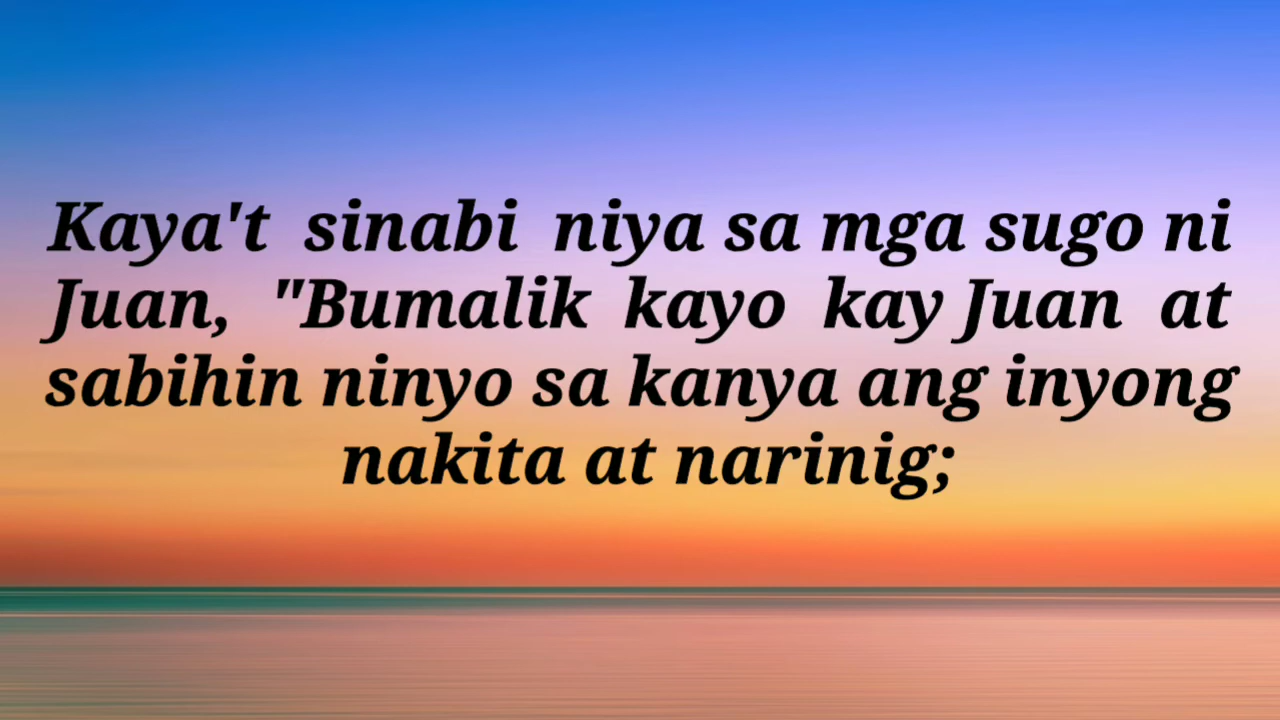 Kaya't sinabi niya sa mga sugo ni
Juan, "Bumalik kayo kay Juan at
sabihin ninyo sa kanya ang inyong
nakita at narinig;